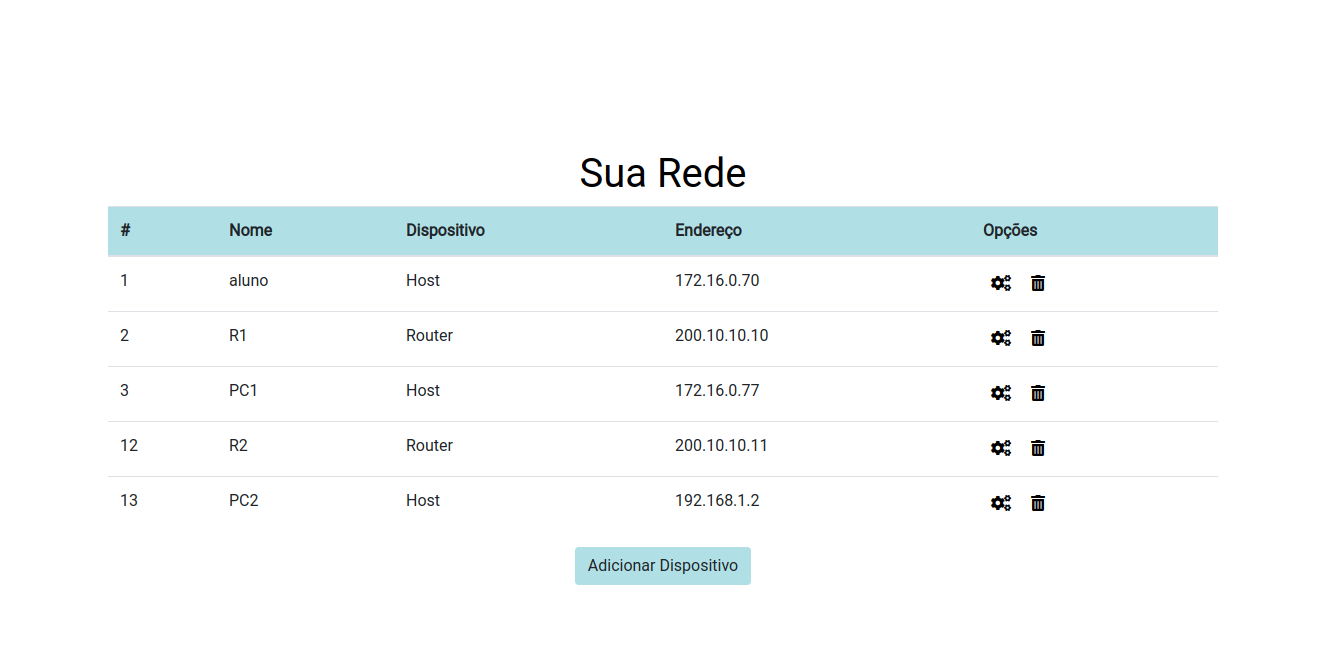 Sua Rede
# Nome Dispositivo Endereço Opções
1 aluno Host 172.16.0.70
2 R1 Router 200.10.10.10
3 PC1 Host 172.16.0.77
12 R2 Router 200.10.10.11
13 PC2 Host 192.168.1.2
Adicionar Dispositivo